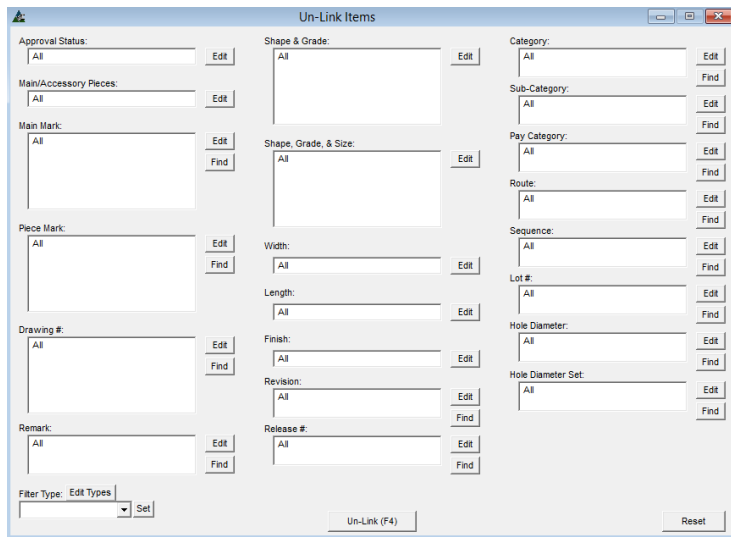 Un-Link Items
Approval Status:
All
Edit
Main/Accessory Pieces:
All
Edit
Main Mark:
All
Edit
Find
Piece Mark:
All
Edit
Find
Drawing #:
All
Edit
Find
Remark:
All
Edit
Find
Filter Type: Edit Types
Set
Shape & Grade:
All
Edit
Shape, Grade, & Size:
All
Edit
Width:
All
Edit
Length:
All
Edit
Finish:
All
Edit
Revision:
All
Edit
Find
Release #:
All
Edit
Find
Category:
All
Edit
Find
Sub-Category:
All
Edit
Find
Pay Category:
All
Edit
Find
Route:
All
Edit
Find
Sequence:
All
Edit
Find
Lot #:
All
Edit
Find
Hole Diameter:
All
Edit
Find
Hole Diameter Set:
All
Edit
Find
Un-Link (F4)
Reset